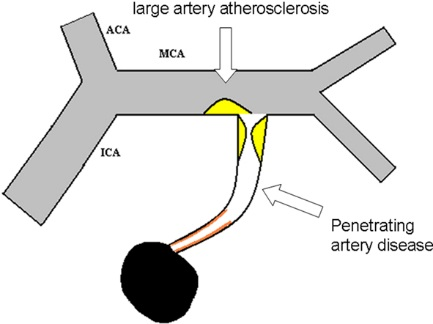 large artery atherosclerosis
ACA
MCA
ICA
Penetrating
artery disease